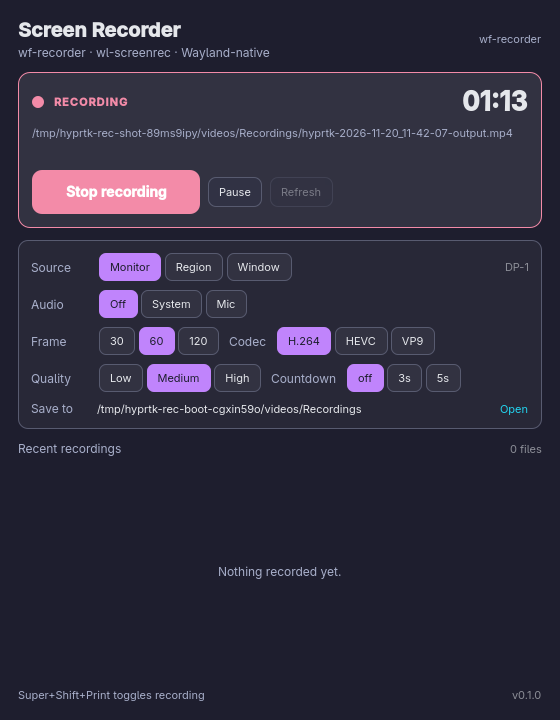 Screen Recorder
wf-recorder · wl-screenrec · Wayland-native
wf-recorder
RECORDING
01:13
/tmp/hyprtk-rec-shot-89ms9ipy/videos/Recordings/hyprtk-2026-11-20_11-42-07-output.mp4
Stop recording Pause Refresh
Source Monitor Region Window DP-1
Audio Off System Mic
Frame 30 60 120 Codec H.264 HEVC VP9
Quality Low Medium High Countdown off 3s 5s
Save to /tmp/hyprtk-rec-boot-cgxin59o/videos/Recordings Open
Recent recordings 0 files
Nothing recorded yet.
Super+Shift+Print toggles recording v0.1.0